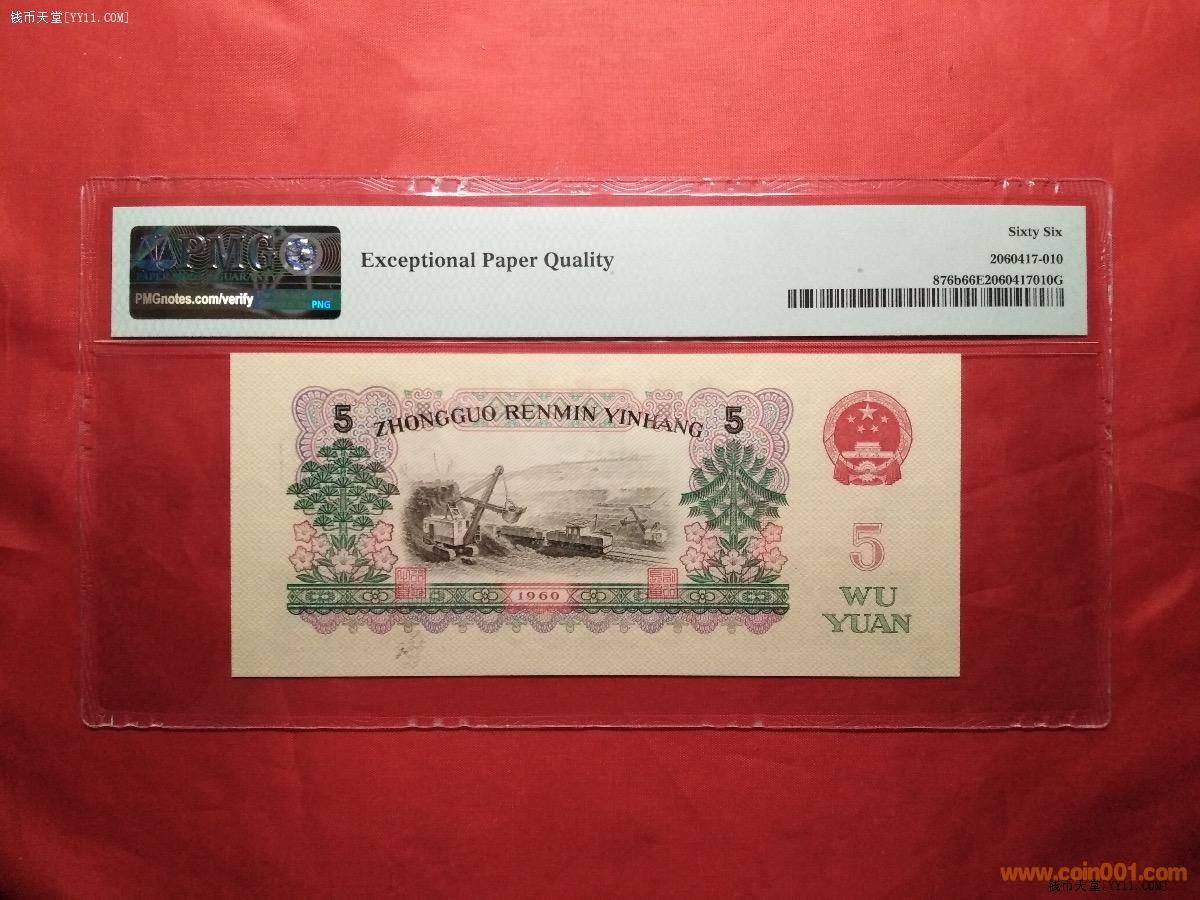 钱币天堂[YY11.COM]
PMG
PMGnotes.com/verify
PNG
Exceptional Paper Quality
Sixty Six
2060417-010
876b66E2060417010G
5 ZHONGGUO RENMIN YINHANG 5
5
1960
WU
YUAN
www.coin001.com
钱币天堂[YY11.COM]